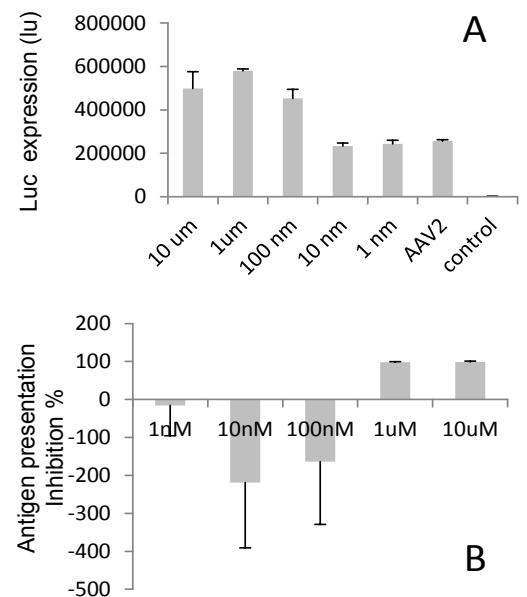 A
Luc expression (lu)
800000
600000
400000
200000
0
10 um
1um
100 nm
10 nm
1 nm
AAV2
control
Antigen presentation
Inhibition %
200
100
0
-100
-200
-300
-400
-500
1nM
10nM
100nM
1uM
10uM
B